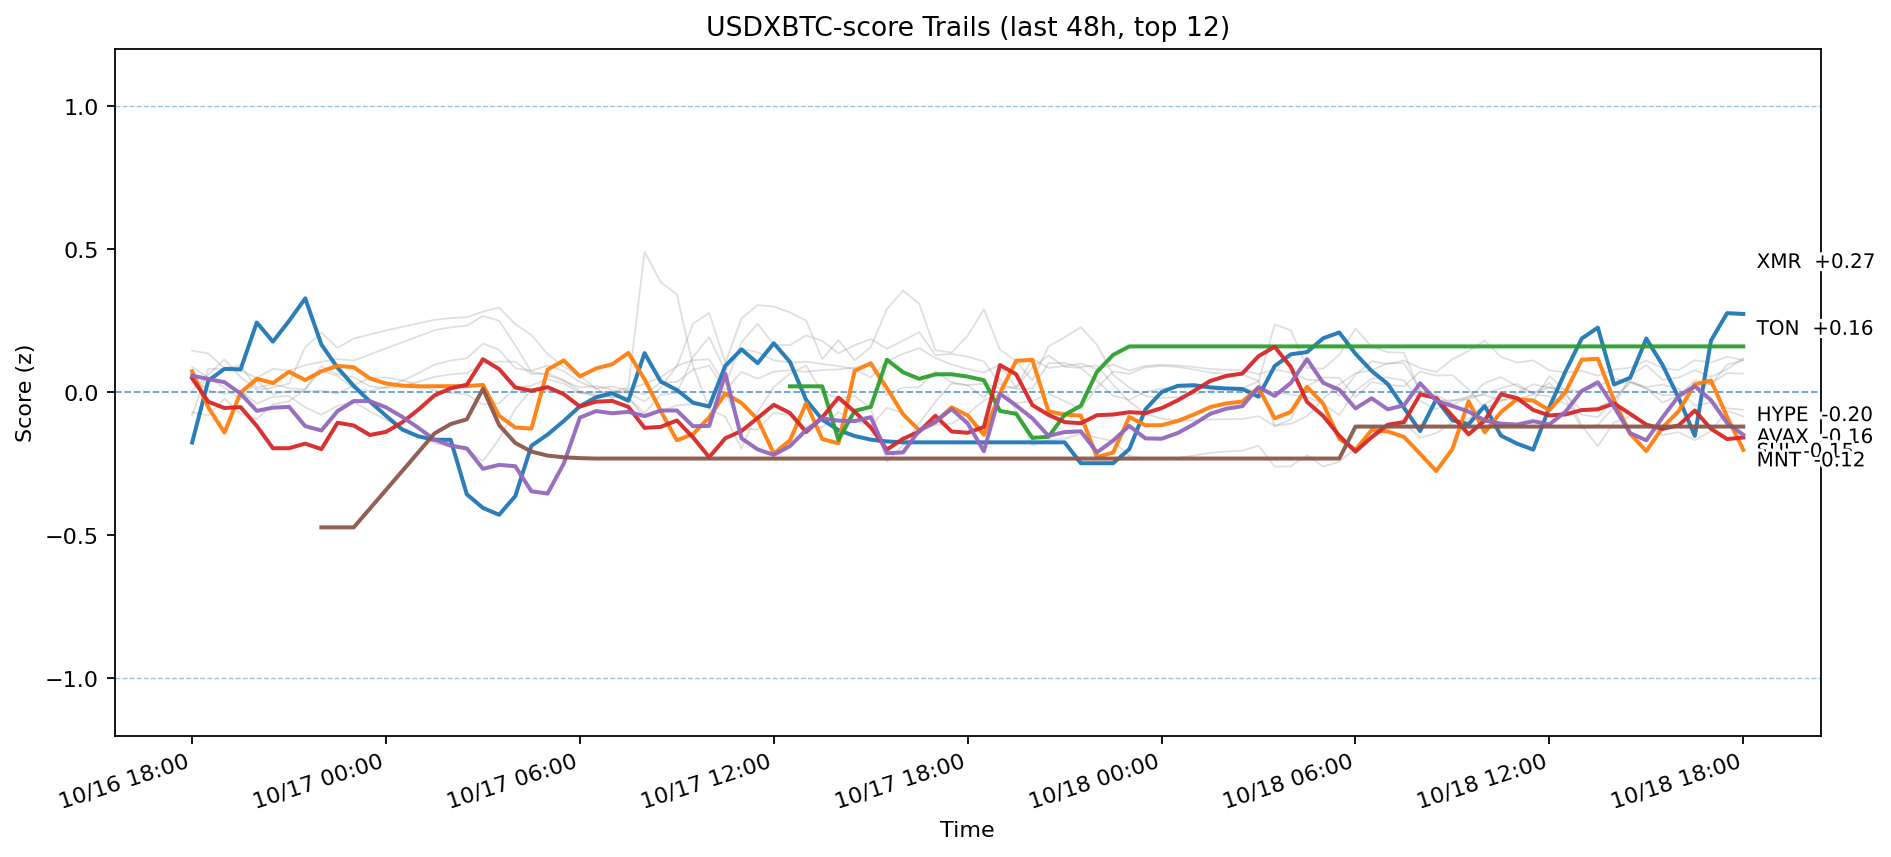 USDXBTC-score Trails (last 48h, top 12)
Score (z)
1.0
0.5
0.0
−0.5
−1.0
XMR +0.27
TON +0.16
HYPE -0.20
AVAX -0.16
-0.15
MNT -0.12
10/16 18:00
10/17 00:00
10/17 06:00
10/17 12:00
10/17 18:00
10/18 00:00
10/18 06:00
10/18 12:00
10/18 18:00
Time